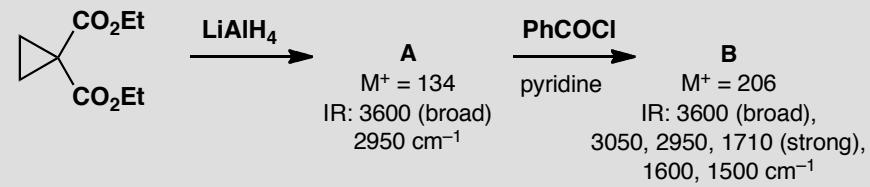 CO₂Et
CO₂Et
LiAlH₄
A
M⁺ = 134
IR: 3600 (broad)
2950 cm⁻¹
PhCOCl
pyridine
B
M⁺ = 206
IR: 3600 (broad),
3050, 2950, 1710 (strong),
1600, 1500 cm⁻¹